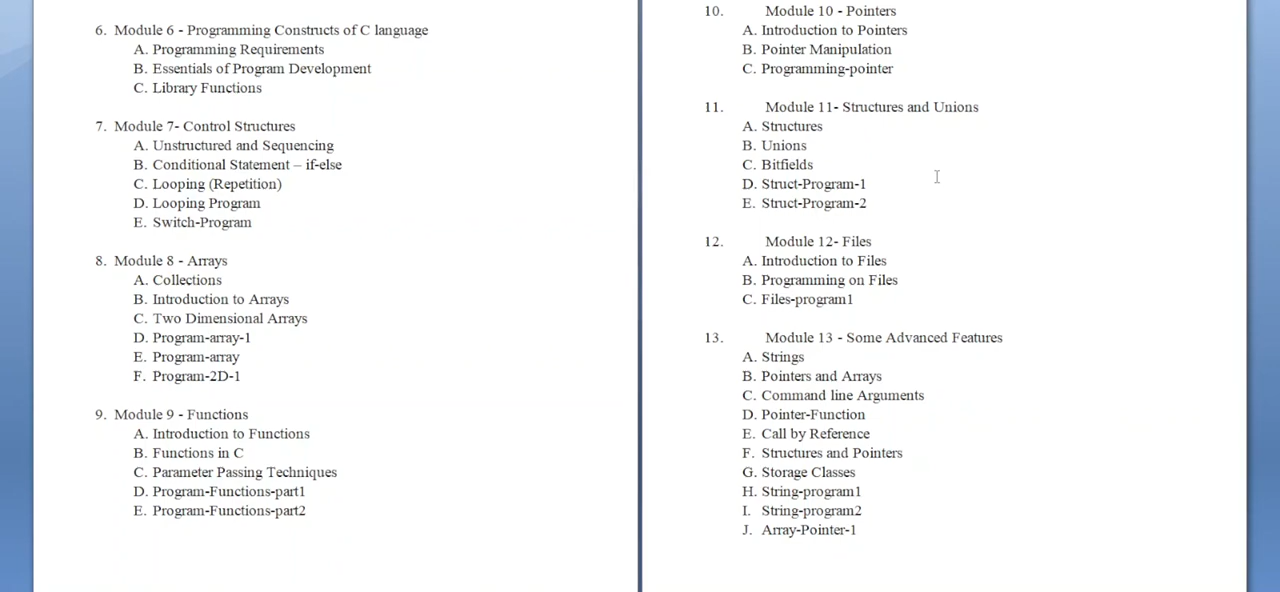 6. Module 6 - Programming Constructs of C language
A. Programming Requirements
B. Essentials of Program Development
C. Library Functions
7. Module 7- Control Structures
A. Unstructured and Sequencing
B. Conditional Statement – if-else
C. Looping (Repetition)
D. Looping Program
E. Switch-Program
8. Module 8 - Arrays
A. Collections
B. Introduction to Arrays
C. Two Dimensional Arrays
D. Program-array-1
E. Program-array
F. Program-2D-1
9. Module 9 - Functions
A. Introduction to Functions
B. Functions in C
C. Parameter Passing Techniques
D. Program-Functions-part1
E. Program-Functions-part2
10. Module 10 - Pointers
A. Introduction to Pointers
B. Pointer Manipulation
C. Programming-pointer
11. Module 11- Structures and Unions
A. Structures
B. Unions
C. Bitfields
D. Struct-Program-1
E. Struct-Program-2
12. Module 12- Files
A. Introduction to Files
B. Programming on Files
C. Files-program1
13. Module 13 - Some Advanced Features
A. Strings
B. Pointers and Arrays
C. Command line Arguments
D. Pointer-Function
E. Call by Reference
F. Structures and Pointers
G. Storage Classes
H. String-program1
I. String-program2
J. Array-Pointer-1